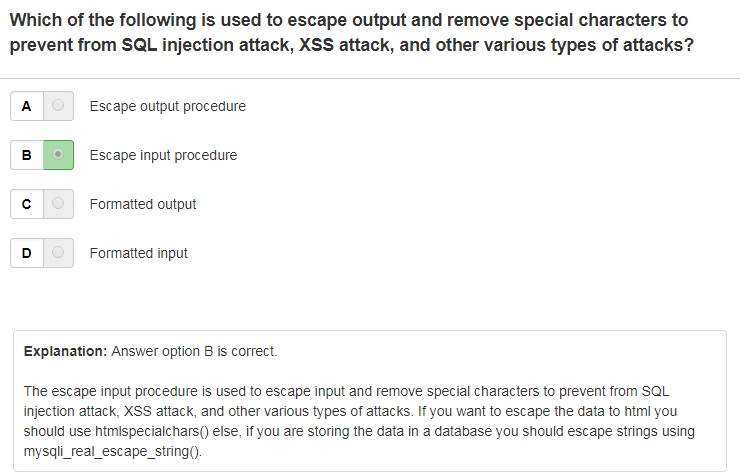 Which of the following is used to escape output and remove special characters to
prevent from SQL injection attack, XSS attack, and other various types of attacks?
A Escape output procedure
B Escape input procedure
C Formatted output
D Formatted input
Explanation: Answer option B is correct.
The escape input procedure is used to escape input and remove special characters to prevent from SQL
injection attack, XSS attack, and other various types of attacks. If you want to escape the data to html you
should use htmlspecialchars() else, if you are storing the data in a database you should escape strings using
mysqli_real_escape_string().